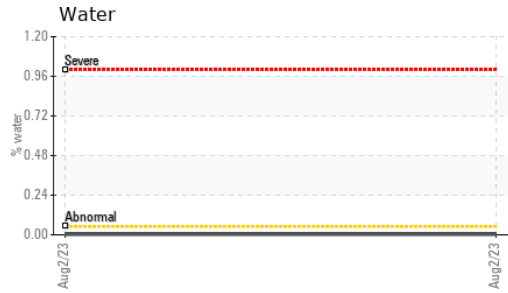 Water
1.20
Severe
0.96
0.72
% water
0.48
0.24
Abnormal
0.00
Aug2/23
Aug2/23